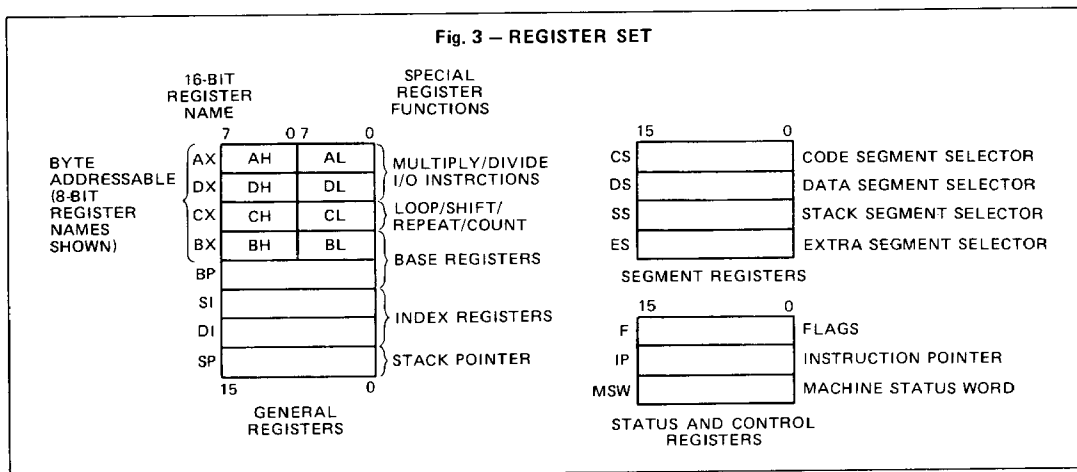 Fig. 3 — REGISTER SET
16-BIT
REGISTER
NAME
SPECIAL
REGISTER
FUNCTIONS
7 0 7 0
BYTE
ADDRESSABLE
(8-BIT
REGISTER
NAMES
SHOWN)
AX AH AL
DX DH DL
CX CH CL
BX BH BL
BP
SI
DI
SP
15 0
MULTIPLY/DIVIDE
I/O INSTRCTIONS
LOOP/SHIFT/
REPEAT/COUNT
BASE REGISTERS
INDEX REGISTERS
STACK POINTER
GENERAL
REGISTERS
15 0
CS CODE SEGMENT SELECTOR
DS DATA SEGMENT SELECTOR
SS STACK SEGMENT SELECTOR
ES EXTRA SEGMENT SELECTOR
SEGMENT REGISTERS
15 0
F FLAGS
IP INSTRUCTION POINTER
MSW MACHINE STATUS WORD
STATUS AND CONTROL
REGISTERS